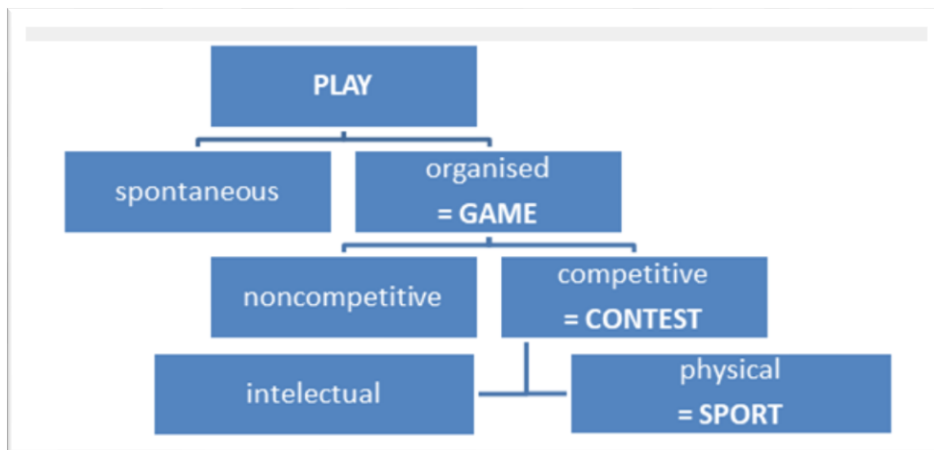 PLAY
spontaneous
organised
= GAME
noncompetitive
competitive
= CONTEST
intelectual
physical
= SPORT